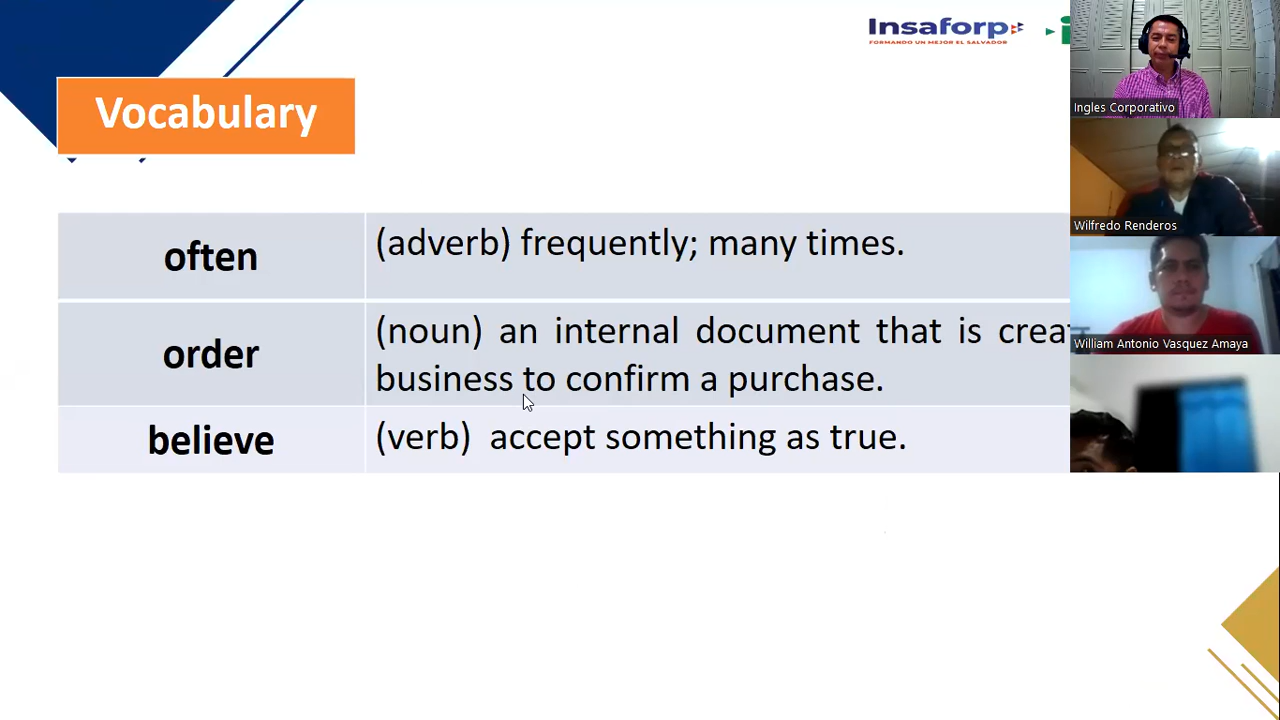 Insaforp
FORMANDO UN MEJOR EL SALVADOR
Vocabulary
often
(adverb) frequently; many times.
order
(noun) an internal document that is
business to confirm a purchase.
believe
(verb) accept something as true.
Ingles Corporativo
Wilfredo Renderos
William Antonio Vasquez Amaya